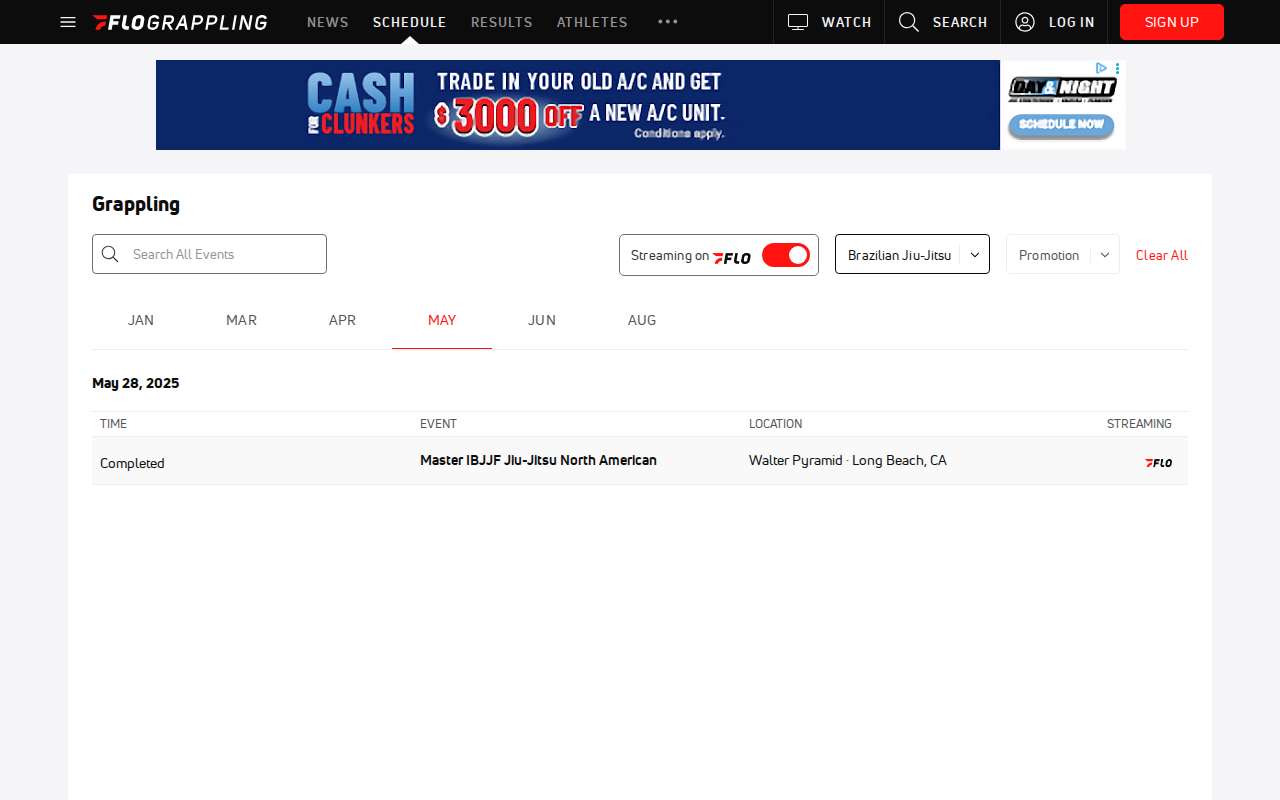 FLOGRAPPLING NEWS SCHEDULE RESULTS ATHLETES ••• WATCH SEARCH LOG IN SIGN UP
CASH FOR CLUNKERS
TRADE IN YOUR OLD A/C AND GET
$3000 OFF A NEW A/C UNIT.
Conditions apply.
DAY & NIGHT
SCHEDULE NOW
Grappling
Search All Events Streaming on FLO Brazilian Jiu-Jitsu Promotion Clear All
JAN MAR APR MAY JUN AUG
May 28, 2025
TIME EVENT LOCATION STREAMING
Completed Master IBJJF Jiu-Jitsu North American Walter Pyramid · Long Beach, CA FLO